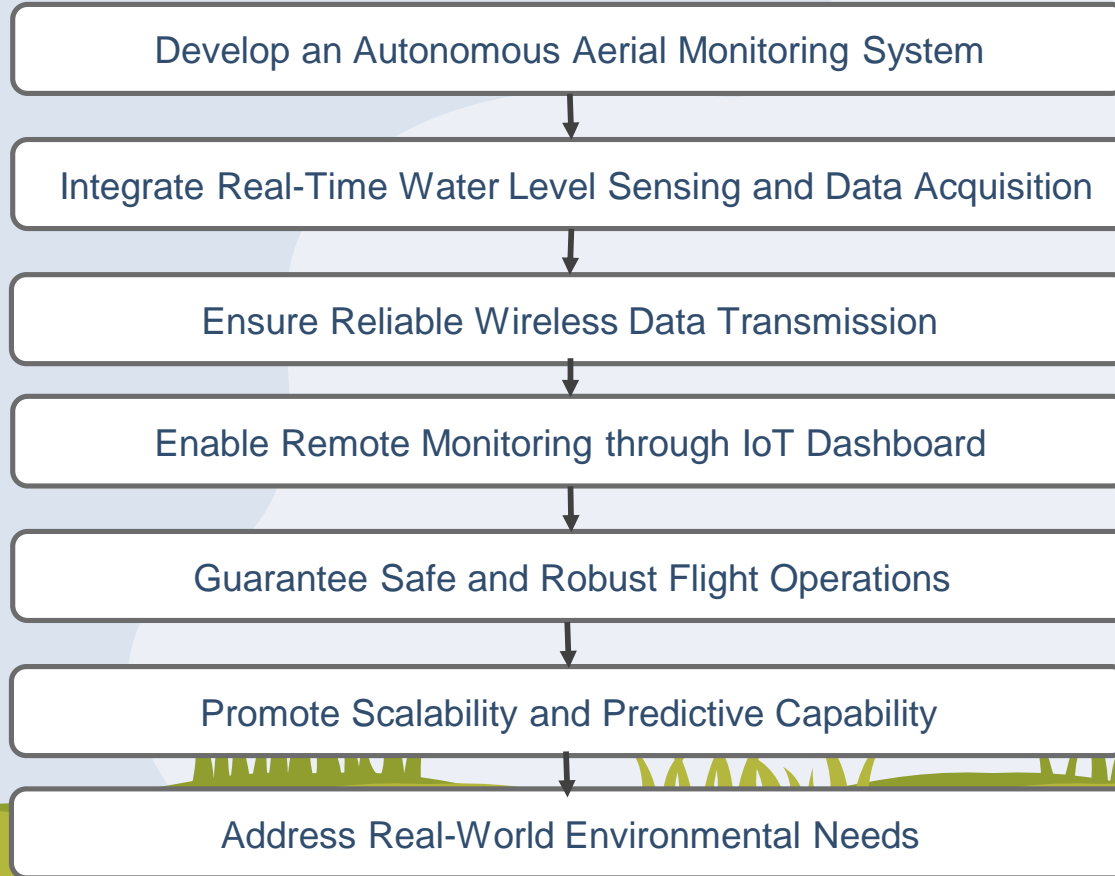 Develop an Autonomous Aerial Monitoring System
Integrate Real-Time Water Level Sensing and Data Acquisition
Ensure Reliable Wireless Data Transmission
Enable Remote Monitoring through IoT Dashboard
Guarantee Safe and Robust Flight Operations
Promote Scalability and Predictive Capability
Address Real-World Environmental Needs